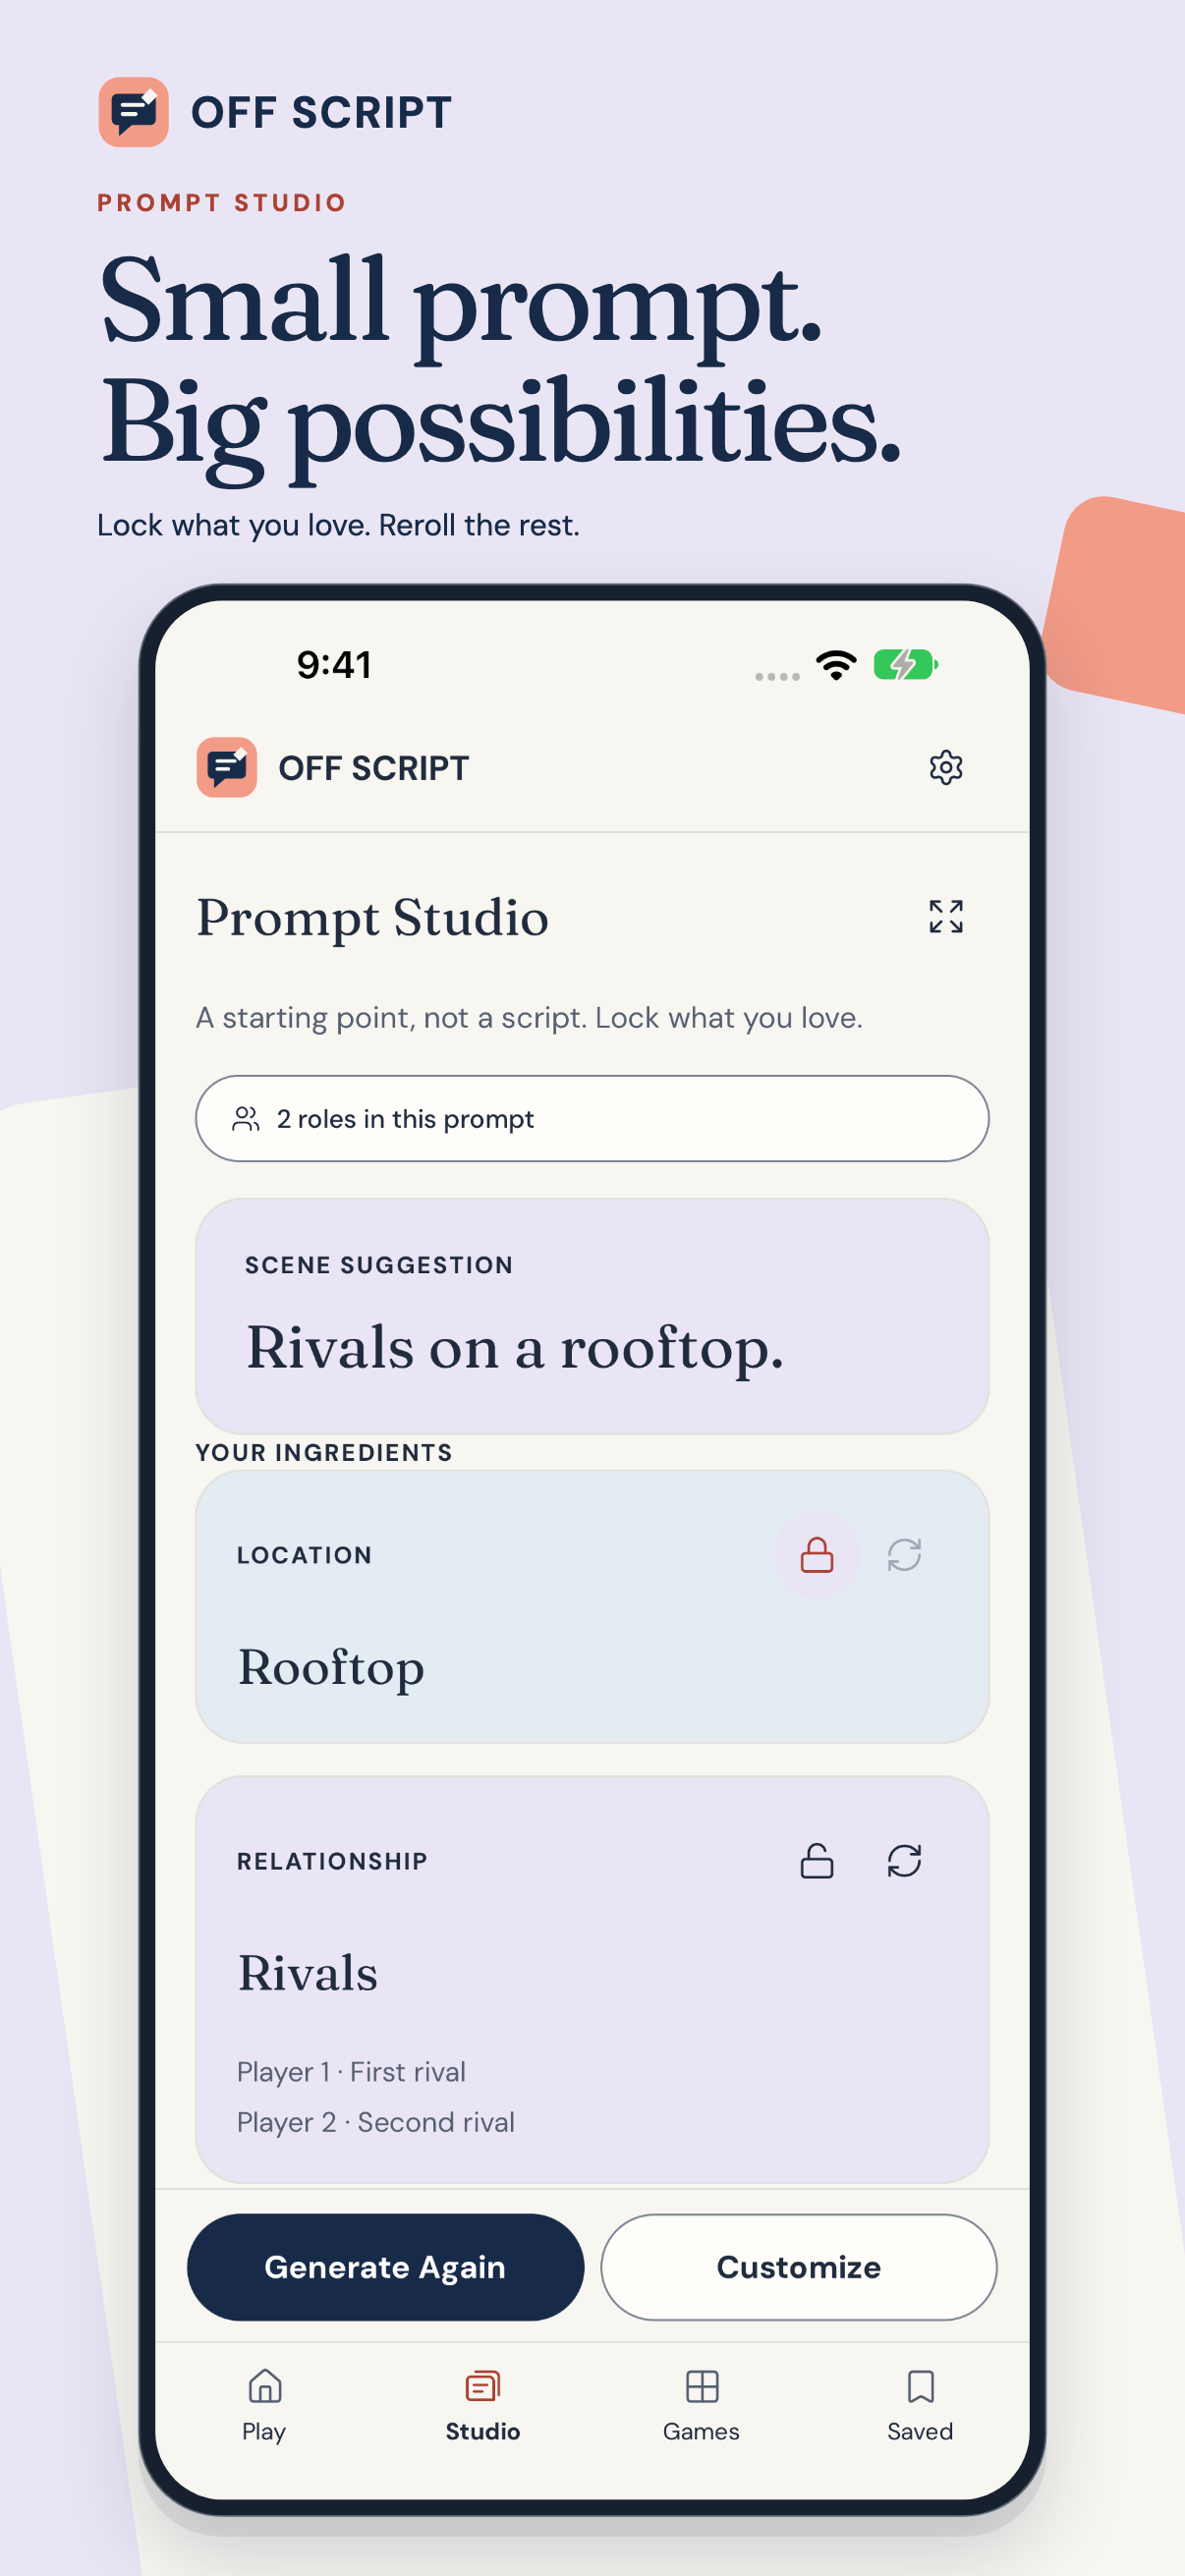 OFF SCRIPT
PROMPT STUDIO
Small prompt.
Big possibilities.
Lock what you love. Reroll the rest.
9:41
OFF SCRIPT
Prompt Studio
A starting point, not a script. Lock what you love.
2 roles in this prompt
SCENE SUGGESTION
Rivals on a rooftop.
YOUR INGREDIENTS
LOCATION
Rooftop
RELATIONSHIP
Rivals
Player 1 · First rival
Player 2 · Second rival
Generate Again
Customize
Play
Studio
Games
Saved